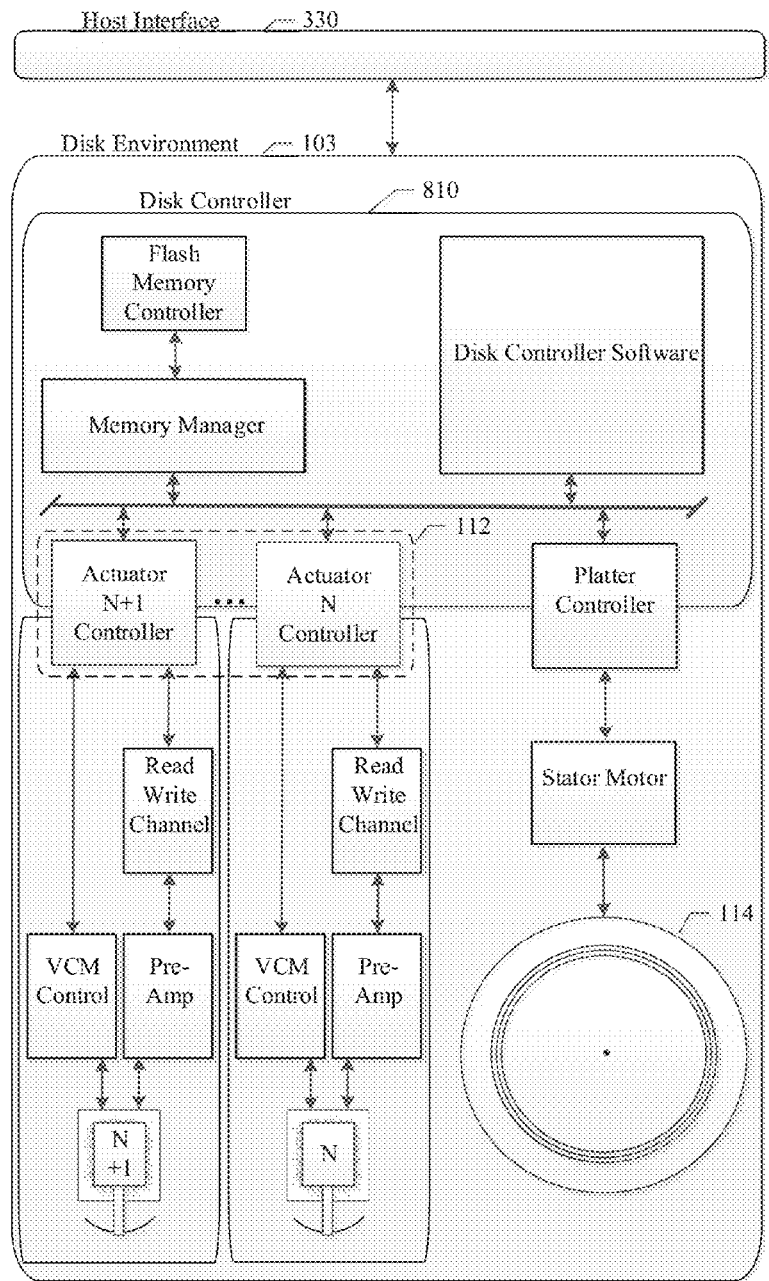 Host Interface
330
Disk Environment
103
Disk Controller
810
Flash
Memory
Controller
Disk Controller Software
Memory Manager
112
Actuator
N+1
Controller
...
Actuator
N
Controller
Platter
Controller
Read
Write
Channel
Read
Write
Channel
Stator Motor
114
VCM
Control
Pre-
Amp
VCM
Control
Pre-
Amp
N
+1
N